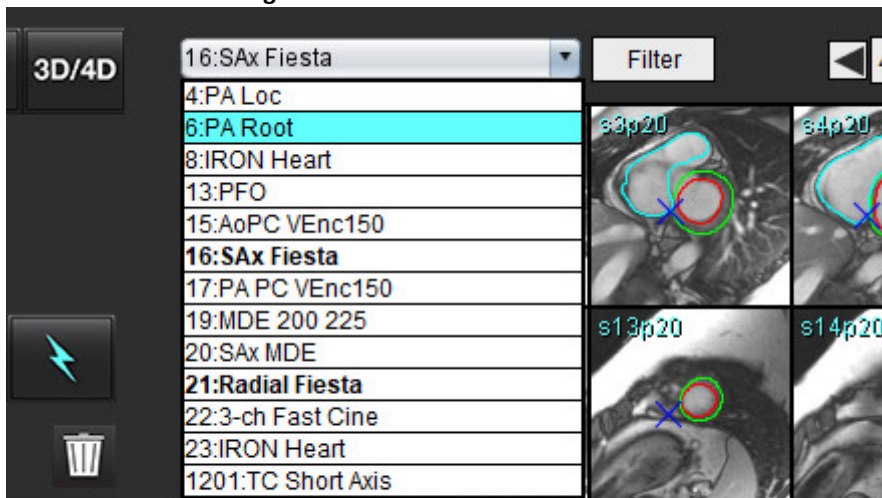 3D/4D
16:SAx Fiesta
Filter
4:PA Loc
6:PA Root
8:IRON Heart
13:PFO
15:AoPC VEnc150
16:SAx Fiesta
17:PA PC VEnc150
19:MDE 200 225
20:SAx MDE
21:Radial Fiesta
22:3-ch Fast Cine
23:IRON Heart
1201:TC Short Axis
s3p20
s4p20
s13p20
s14p20